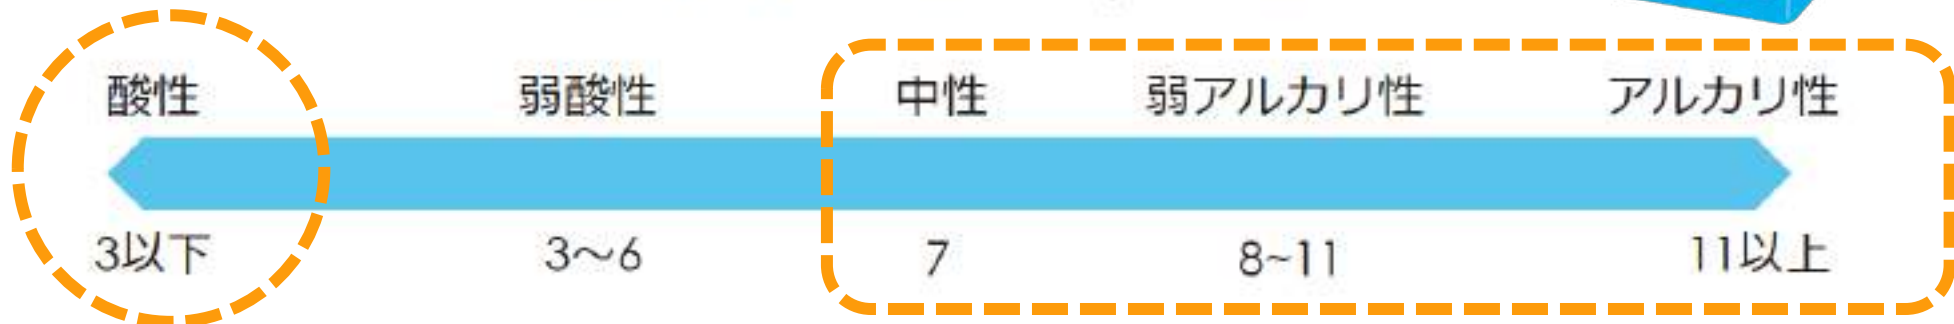 酸性 弱酸性 中性 弱アルカリ性 アルカリ性
3以下 3〜6 7 8~11 11以上